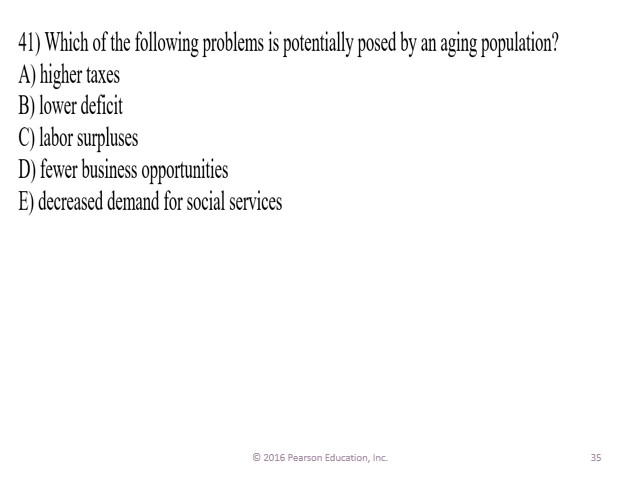 41) Which of the following problems is potentially posed by an aging population?
A) higher taxes
B) lower deficit
C) labor surpluses
D) fewer business opportunities
E) decreased demand for social services
© 2016 Pearson Education, Inc.
35